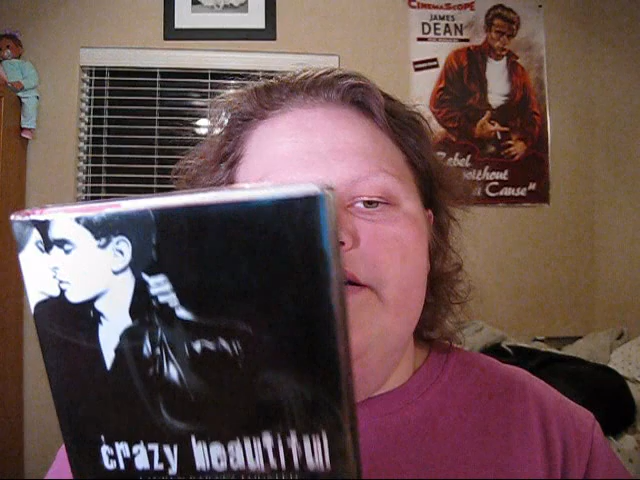 CINEMASCOPE
JAMES
DEAN
"Rebel
without
a Cause"
crazy beautiful